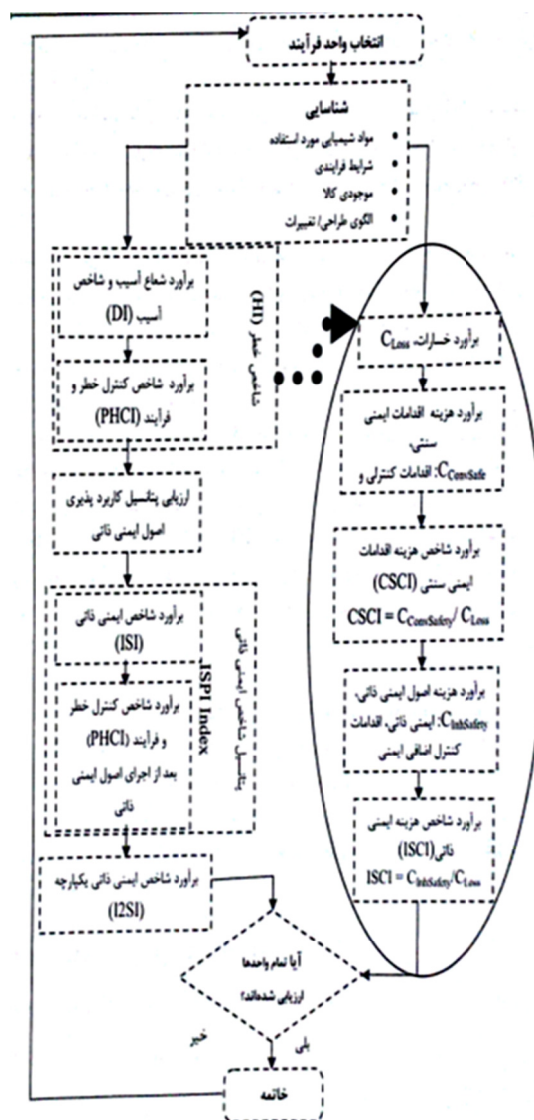 انتخاب واحد فرآیند
شناسایی
• مواد شیمیایی مورد استفاده
• شرایط فرایندی
• موجودی کالا
• الگوی طراحی/ تغییرات
برآورد شعاع آسیب و شاخص
آسیب (DI)
برآورد شاخص کنترل خطر و
فرآیند (PHCI)
شاخص خطر (HI)
ارزیابی پتانسیل کاربرد پذیری
اصول ایمنی ذاتی
برآورد شاخص ایمنی ذاتی
(ISI)
برآورد شاخص کنترل خطر
و فرآیند (PHCI)
بعد از اجرای اصول ایمنی
ذاتی
پتانسیل شاخص ایمنی ذاتی
ISPI Index
برآورد شاخص ایمنی ذاتی یکپارچه
(I2SI)
برآورد خسارات، CLoss
برآورد هزینه اقدامات ایمنی
سنتی،
CConvSafe: اقدامات کنترلی و
برآورد شاخص هزینه اقدامات
ایمنی سنتی (CSCI)
CSCI = CConvSafety/ CLoss
برآورد هزینه اصول ایمنی ذاتی،
CInhSafety: ایمنی ذاتی، اقدامات
کنترل اضافی ایمنی
برآورد شاخص هزینه ایمنی
ذاتی(ISCI)
ISCI = CInhSafety/CLoss
آیا تمام واحدها
ارزیابی شده‌اند؟
خیر
بلی
خاتمه